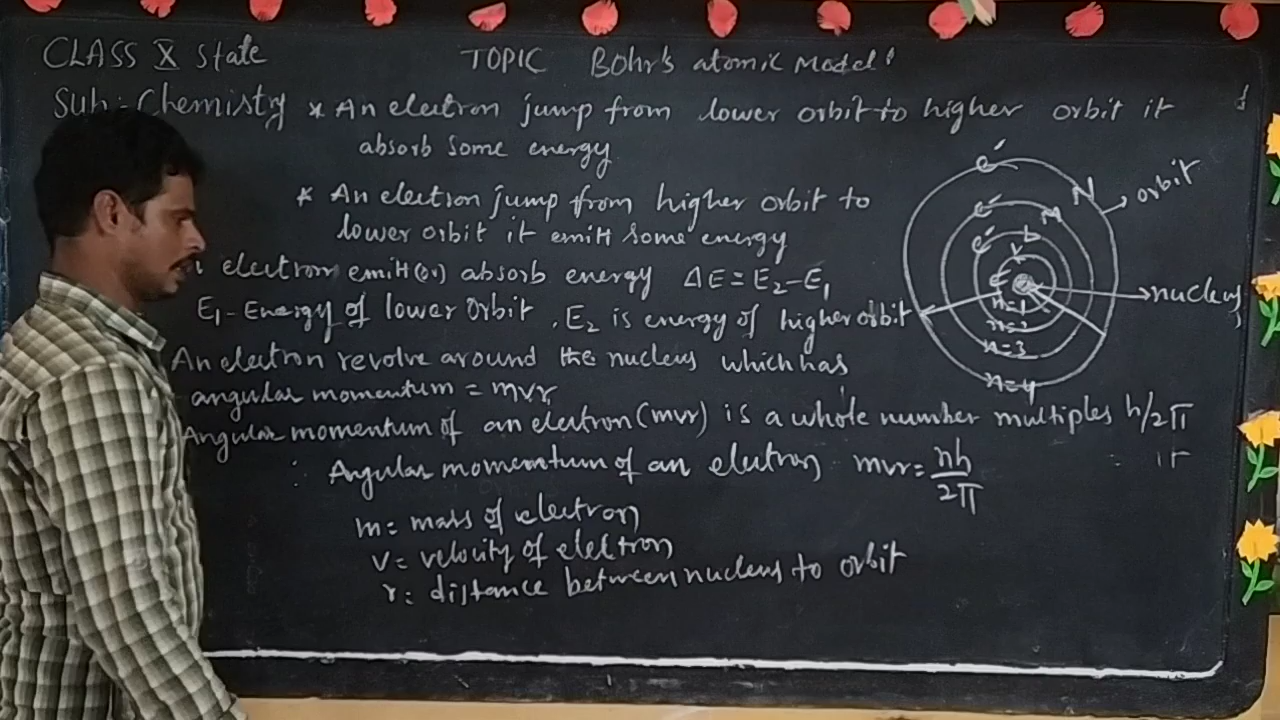 CLASS X State
TOPIC Bohr's atomic Model
Sub:-Chemistry * An electron jump from lower orbit to higher orbit it
absorb some energy
* An electron jump from higher orbit to
lower orbit it emitt some energy
electron emitt (or) absorb energy ΔE = E₂-E₁
E₁ - Energy of lower orbit. E₂ is energy of higher orbit
An electron revolve around the nucleus which has
angular momentum = mvr
Angular momentum of an electron (mvr) is a whole number multiples h/2π
∴ Angular momentum of an electron mvr = nh/2π
m = mass of electron
v = velocity of electron
r = distance between nucleus to orbit
e⁻
N
orbit
e⁻
M
e⁻
L
K
nucleus
n=1
n=2
n=3
n=4
it